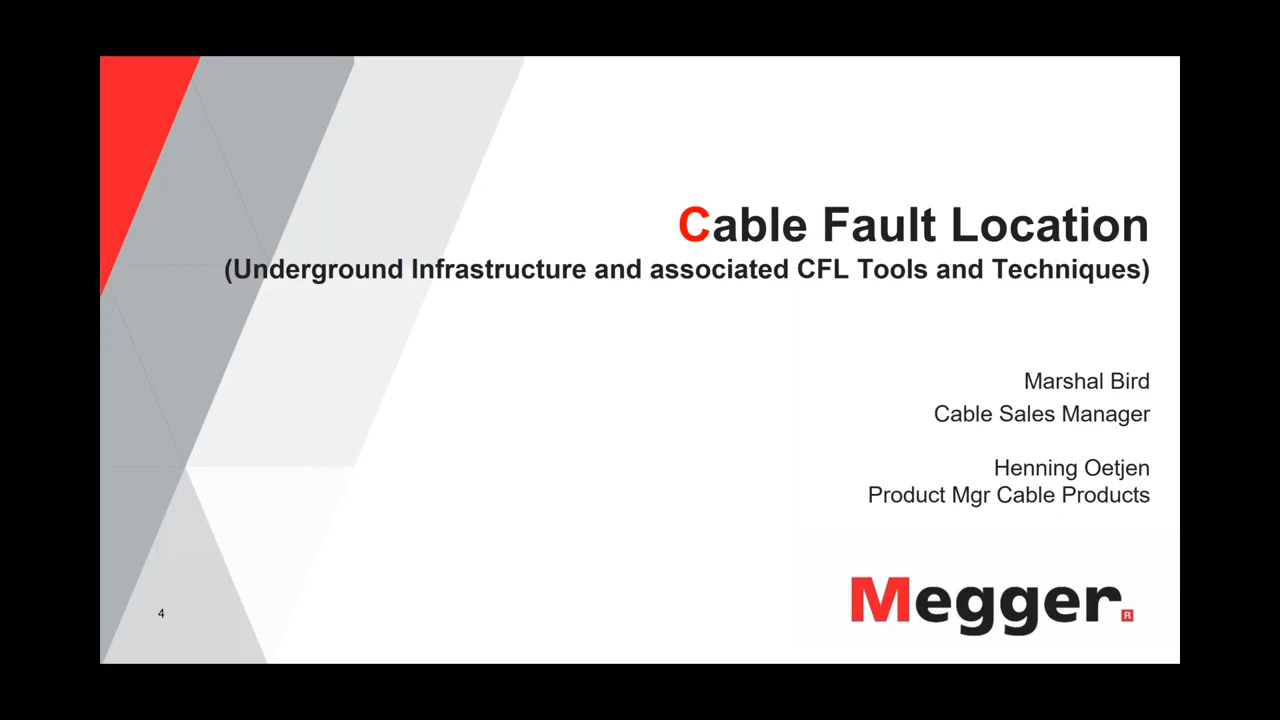 Cable Fault Location
(Underground Infrastructure and associated CFL Tools and Techniques)
Marshal Bird
Cable Sales Manager
Henning Oetjen
Product Mgr Cable Products
4
Megger®